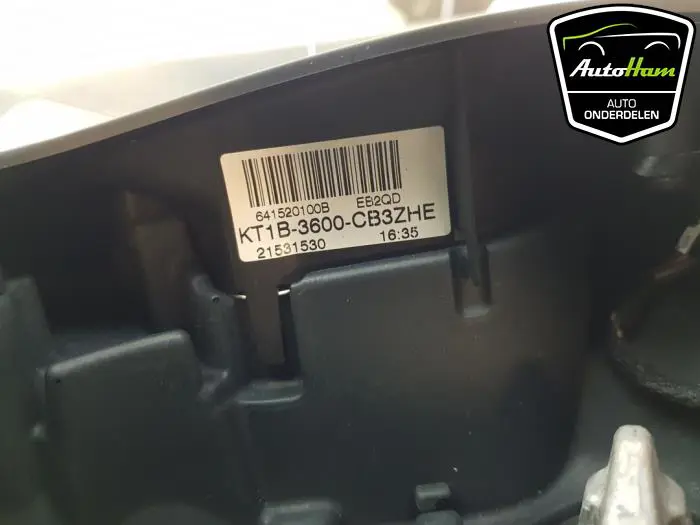 AutoHam
AUTO
ONDERDELEN
641520100B EB2QD
KT1B-3600-CB3ZHE
21531530 16:35